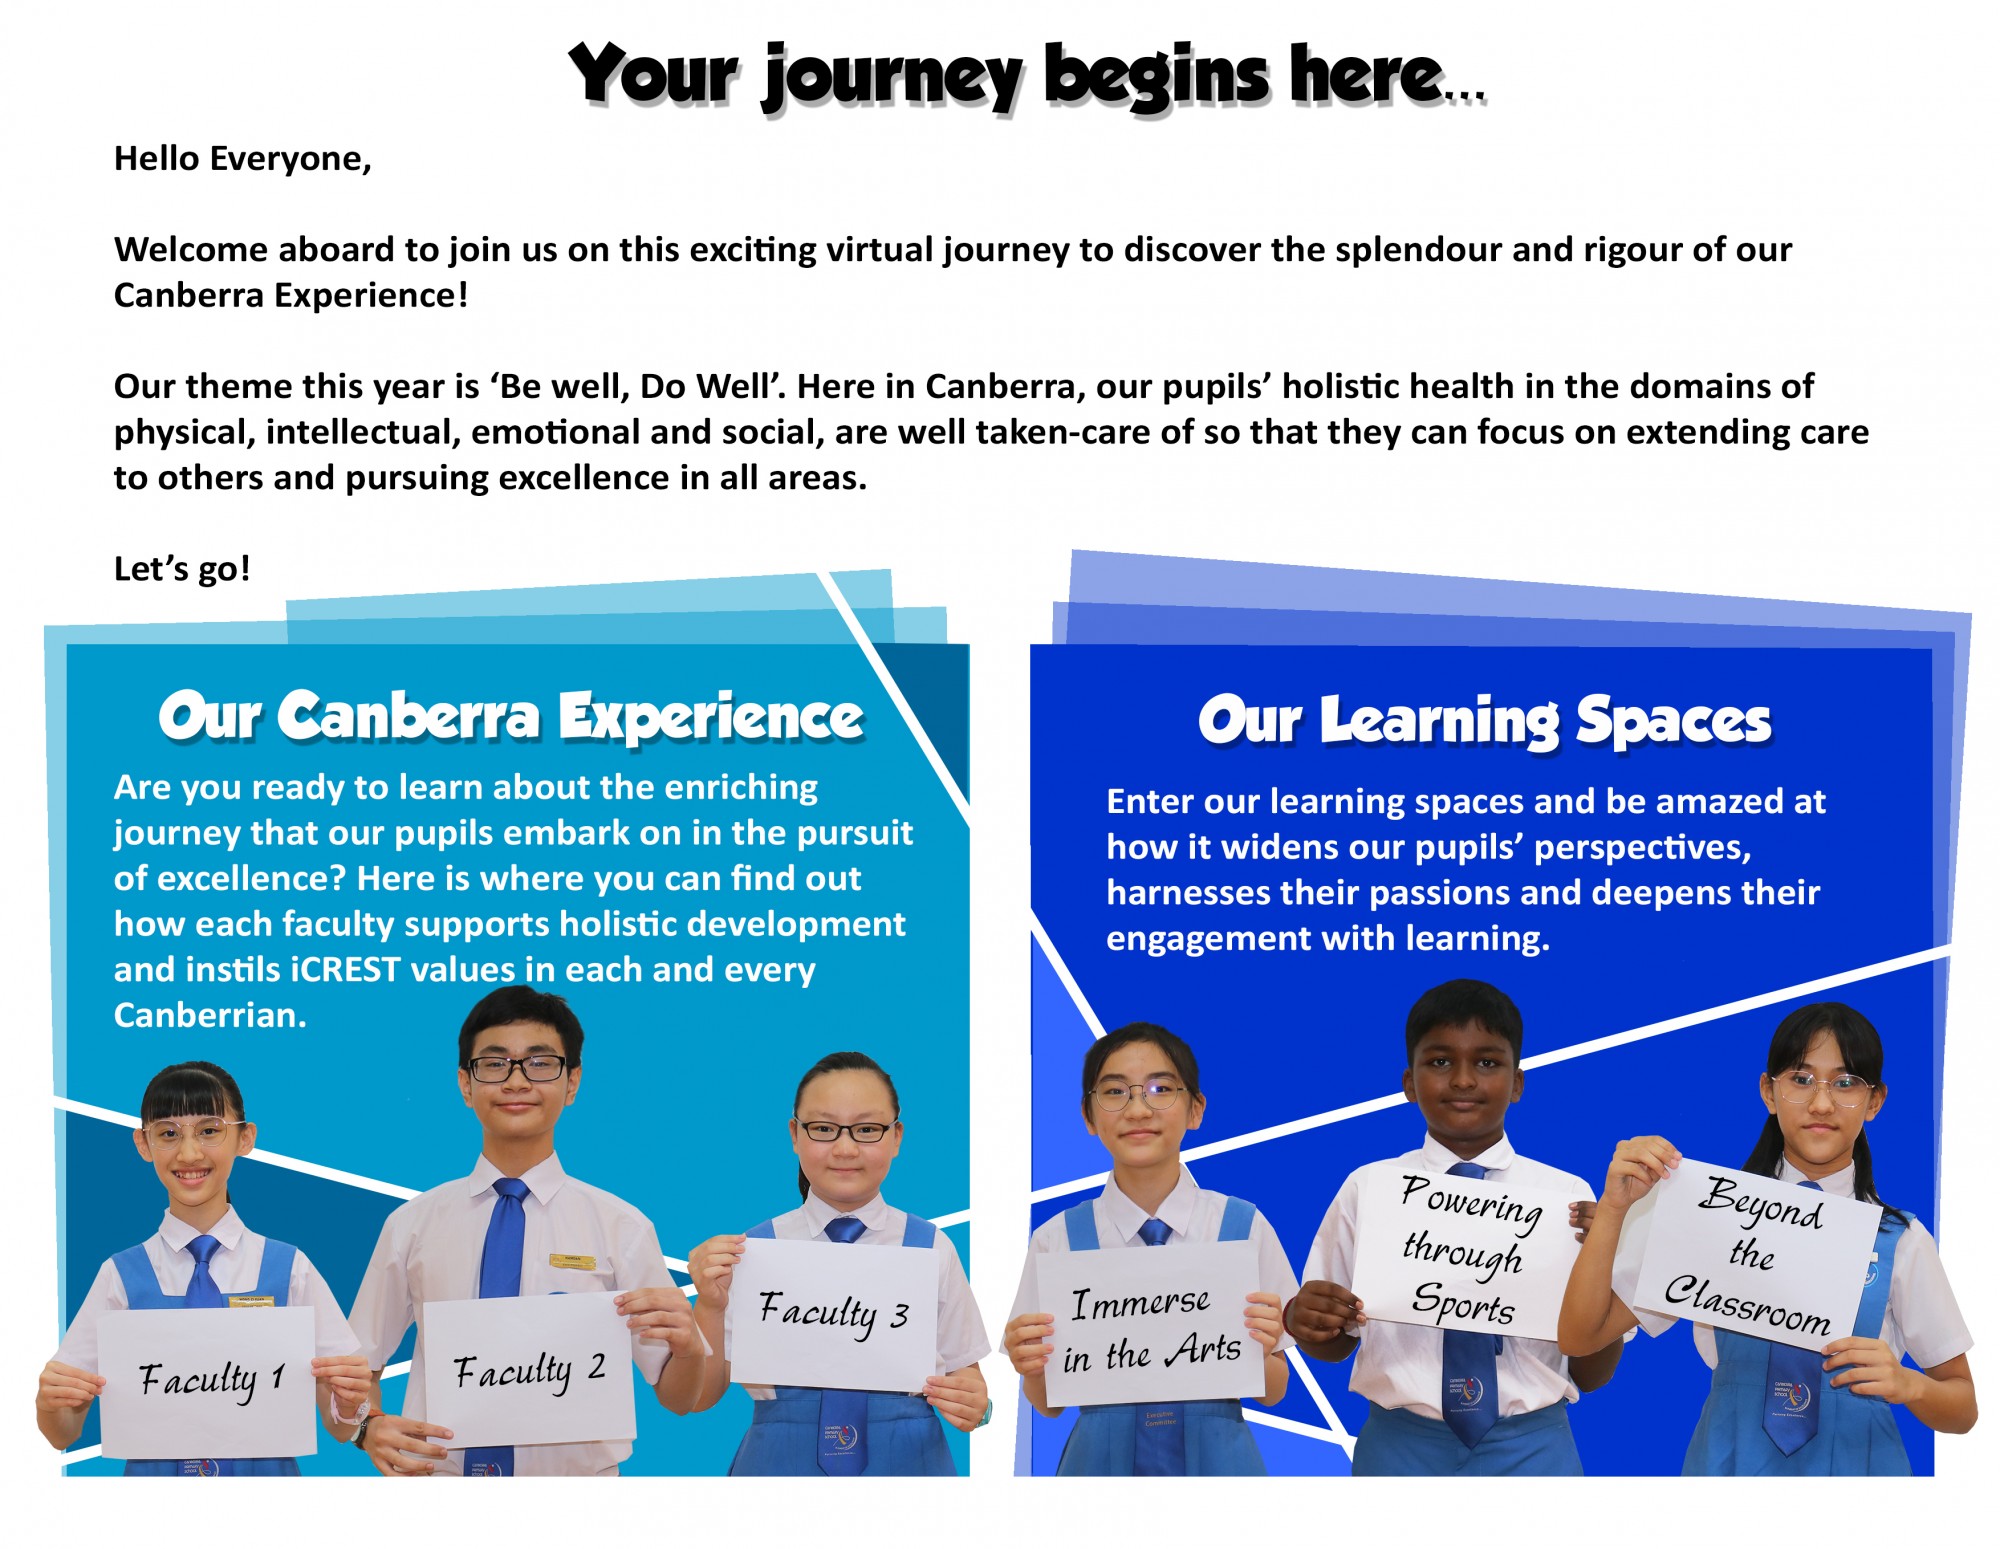 Your journey begins here...
Hello Everyone,
Welcome aboard to join us on this exciting virtual journey to discover the splendour and rigour of our
Canberra Experience!
Our theme this year is ‘Be well, Do Well’. Here in Canberra, our pupils’ holistic health in the domains of
physical, intellectual, emotional and social, are well taken-care of so that they can focus on extending care
to others and pursuing excellence in all areas.
Let’s go!
Our Canberra Experience
Are you ready to learn about the enriching
journey that our pupils embark on in the pursuit
of excellence? Here is where you can find out
how each faculty supports holistic development
and instils iCREST values in each and every
Canberrian.
Faculty 1
Faculty 2
Faculty 3
Our Learning Spaces
Enter our learning spaces and be amazed at
how it widens our pupils’ perspectives,
harnesses their passions and deepens their
engagement with learning.
Immerse
in the Arts
Powering
through
Sports
Beyond
the
Classroom
Executive
Committee
CANBERRA
PRIMARY
SCHOOL